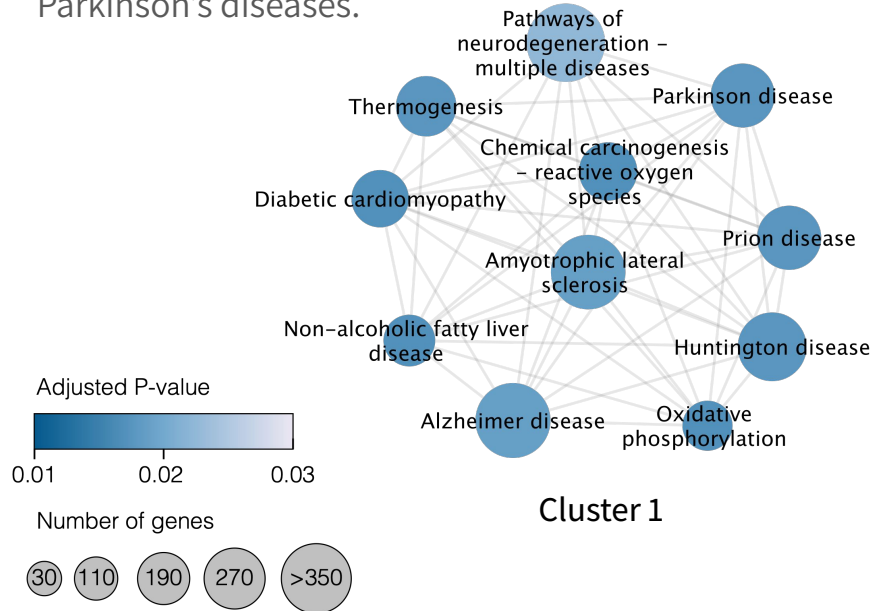 Parkinson's diseases.
Pathways of
neurodegeneration –
multiple diseases
Thermogenesis
Parkinson disease
Chemical carcinogenesis
– reactive oxygen
species
Diabetic cardiomyopathy
Prion disease
Amyotrophic lateral
sclerosis
Non–alcoholic fatty liver
disease
Huntington disease
Alzheimer disease
Oxidative
phosphorylation
Adjusted P-value
0.01 0.02 0.03
Cluster 1
Number of genes
30 110 190 270 >350